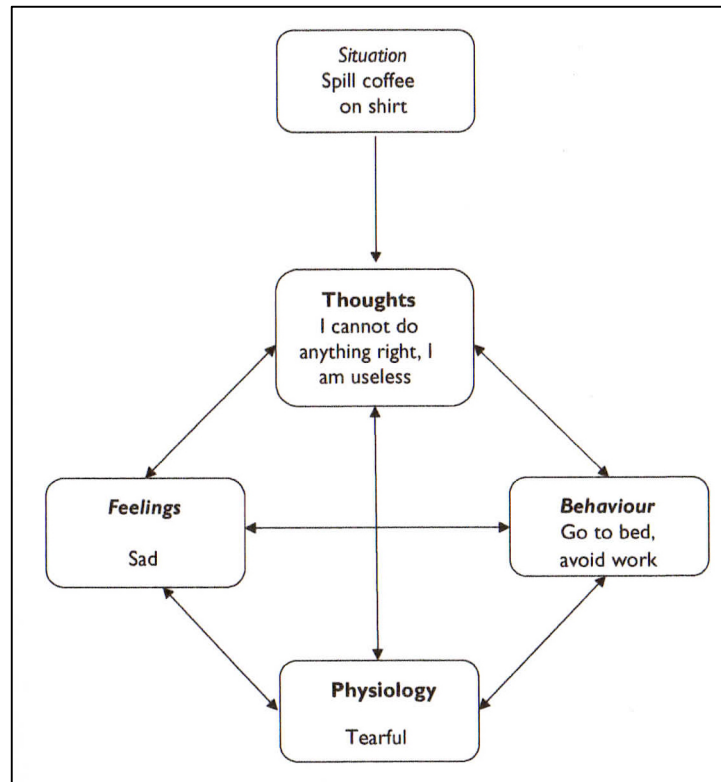 Situation
Spill coffee
on shirt
Thoughts
I cannot do
anything right, I
am useless
Feelings
Sad
Behaviour
Go to bed,
avoid work
Physiology
Tearful